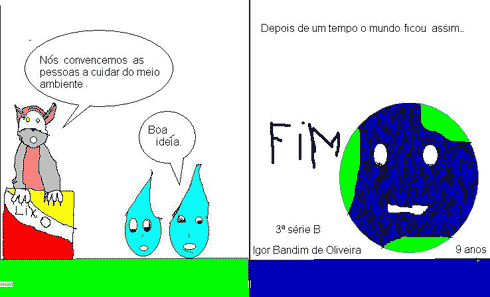 Nós convencemos as
pessoas a cuidar do meio
ambiente.
Boa
ideía.
LiXO
Depois de um tempo o mundo ficou assim..
FiM
3ª série B
Igor Bandim de Oliveira
9 anos